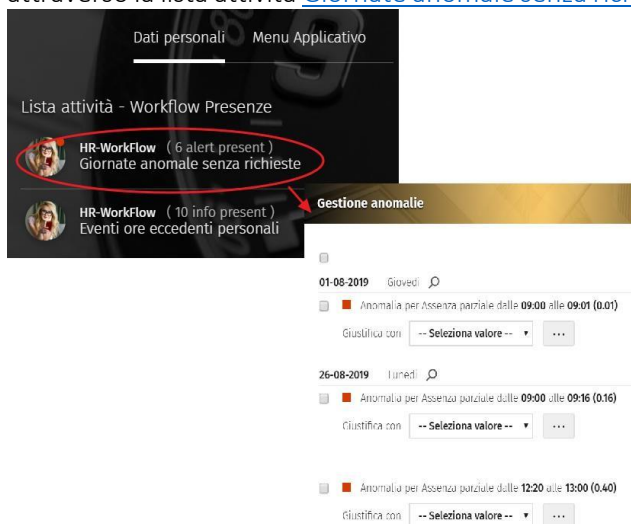 attraverso la lista attività Giornate anomale senza
Dati personali Menu Applicativo
Lista attività - Workflow Presenze
HR-WorkFlow ( 6 alert present )
Giornate anomale senza richieste
HR-WorkFlow ( 10 info present )
Eventi ore eccedenti personali
Gestione anomalie
01-08-2019 Giovedì
Anomalia per Assenza parziale dalle 09:00 alle 09:01 (0.01)
Giustifica con -- Seleziona valore -- ...
26-08-2019 Lunedì
Anomalia per Assenza parziale dalle 09:00 alle 09:16 (0.16)
Giustifica con -- Seleziona valore -- ...
Anomalia per Assenza parziale dalle 12:20 alle 13:00 (0.40)
Giustifica con -- Seleziona valore -- ...